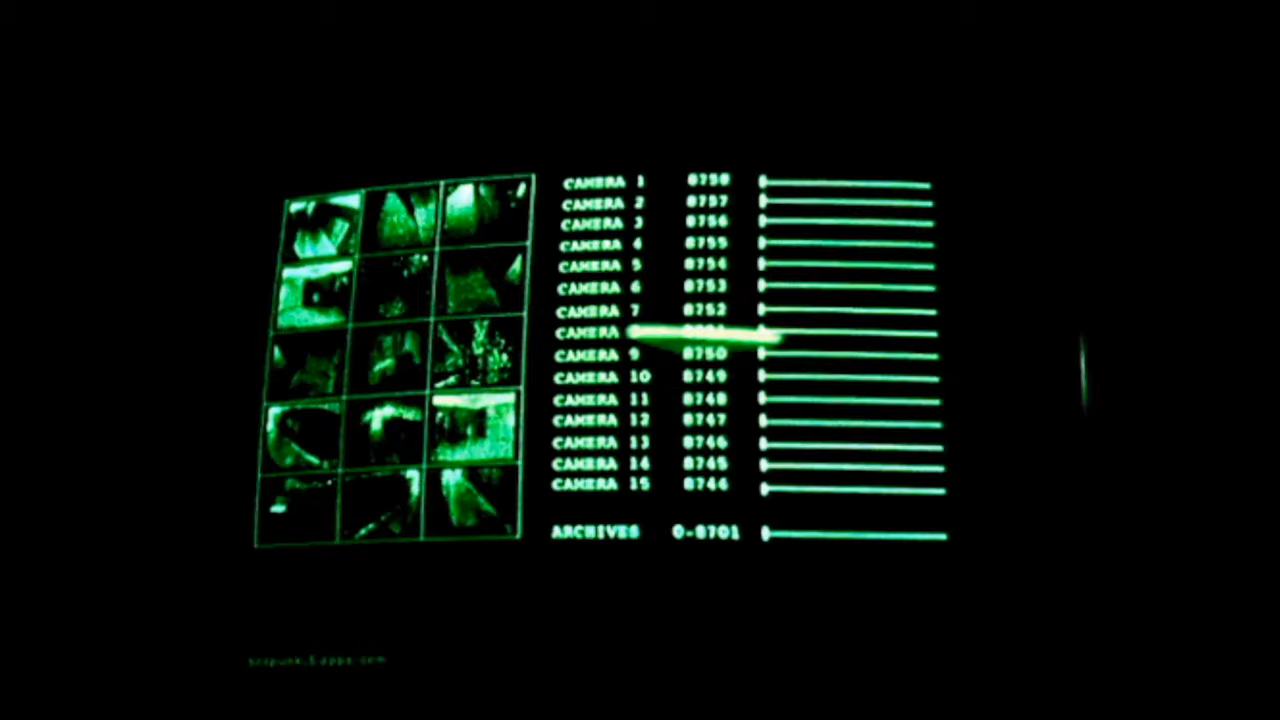 CAMERA 1 8758
CAMERA 2 8757
CAMERA 3 8756
CAMERA 4 8755
CAMERA 5 8754
CAMERA 6 8753
CAMERA 7 8752
CAMERA
CAMERA 9 8750
CAMERA 10 8749
CAMERA 11 8748
CAMERA 12 8747
CAMERA 13 8746
CAMERA 14 8745
CAMERA 15 8744
ARCHIVES 0-8701